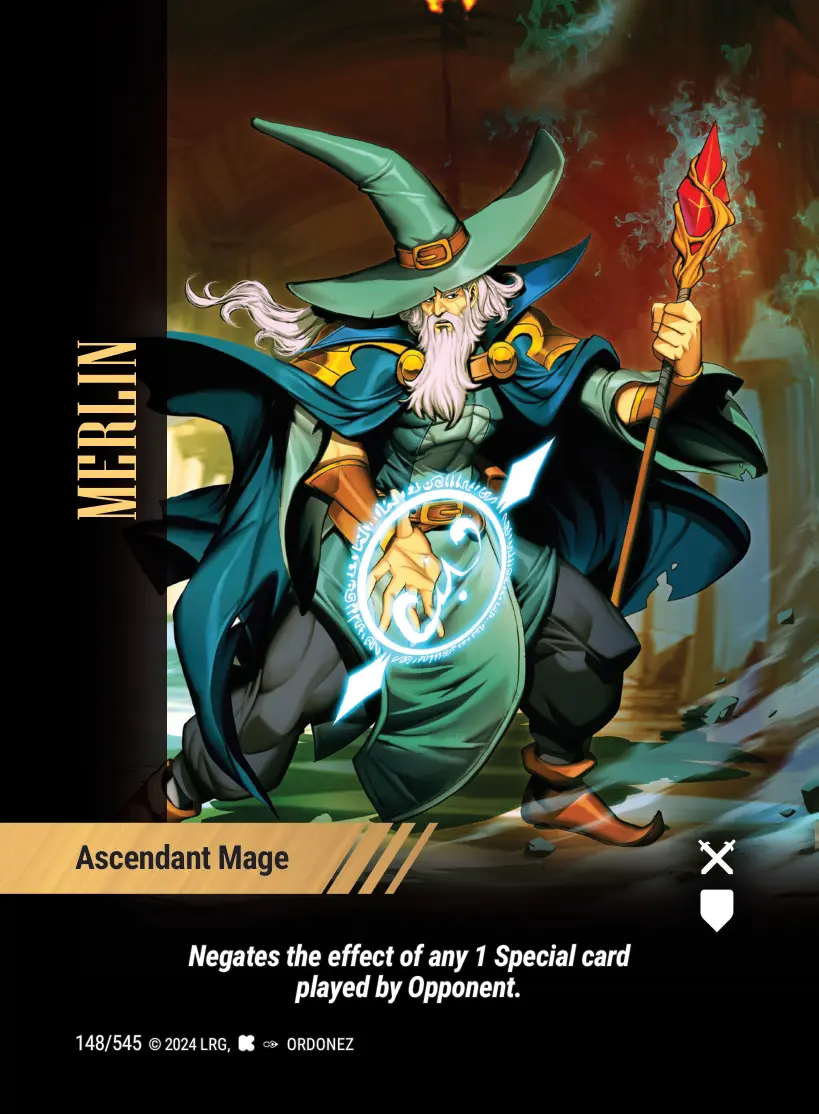 MERLIN
Ascendant Mage
Negates the effect of any 1 Special card
played by Opponent.
148/545 © 2024 LRG, ORDONEZ